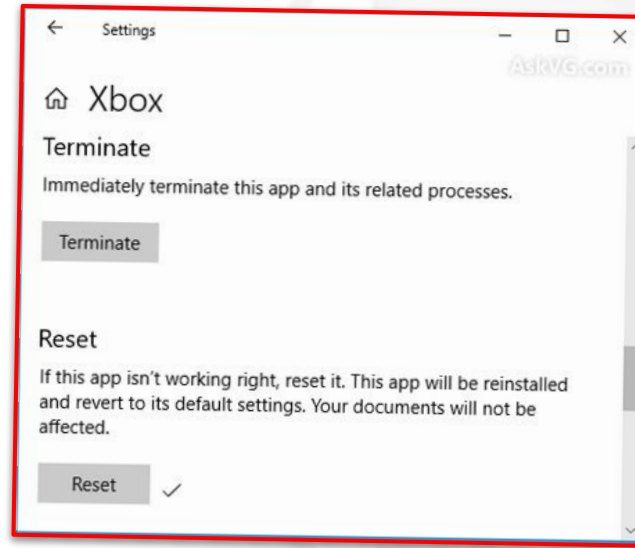 Settings
AskVG.com
Xbox
Terminate
Immediately terminate this app and its related processes.
Terminate
Reset
If this app isn't working right, reset it. This app will be reinstalled
and revert to its default settings. Your documents will not be
affected.
Reset